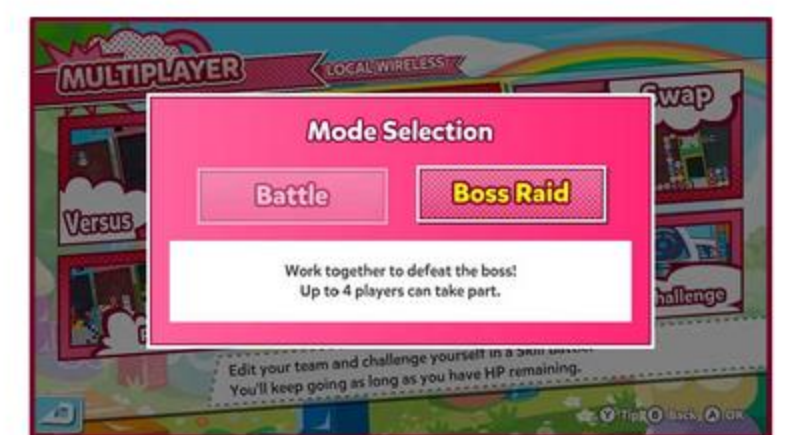 MULTIPLAYER
LOCAL WIRELESS
Swap
Mode Selection
Battle
Boss Raid
Versus
Work together to defeat the boss!
Up to 4 players can take part.
hallenge
Edit your team and challenge yourself in a Skill Battle.
You'll keep going as long as you have HP remaining.
Y Tips B Back A OK